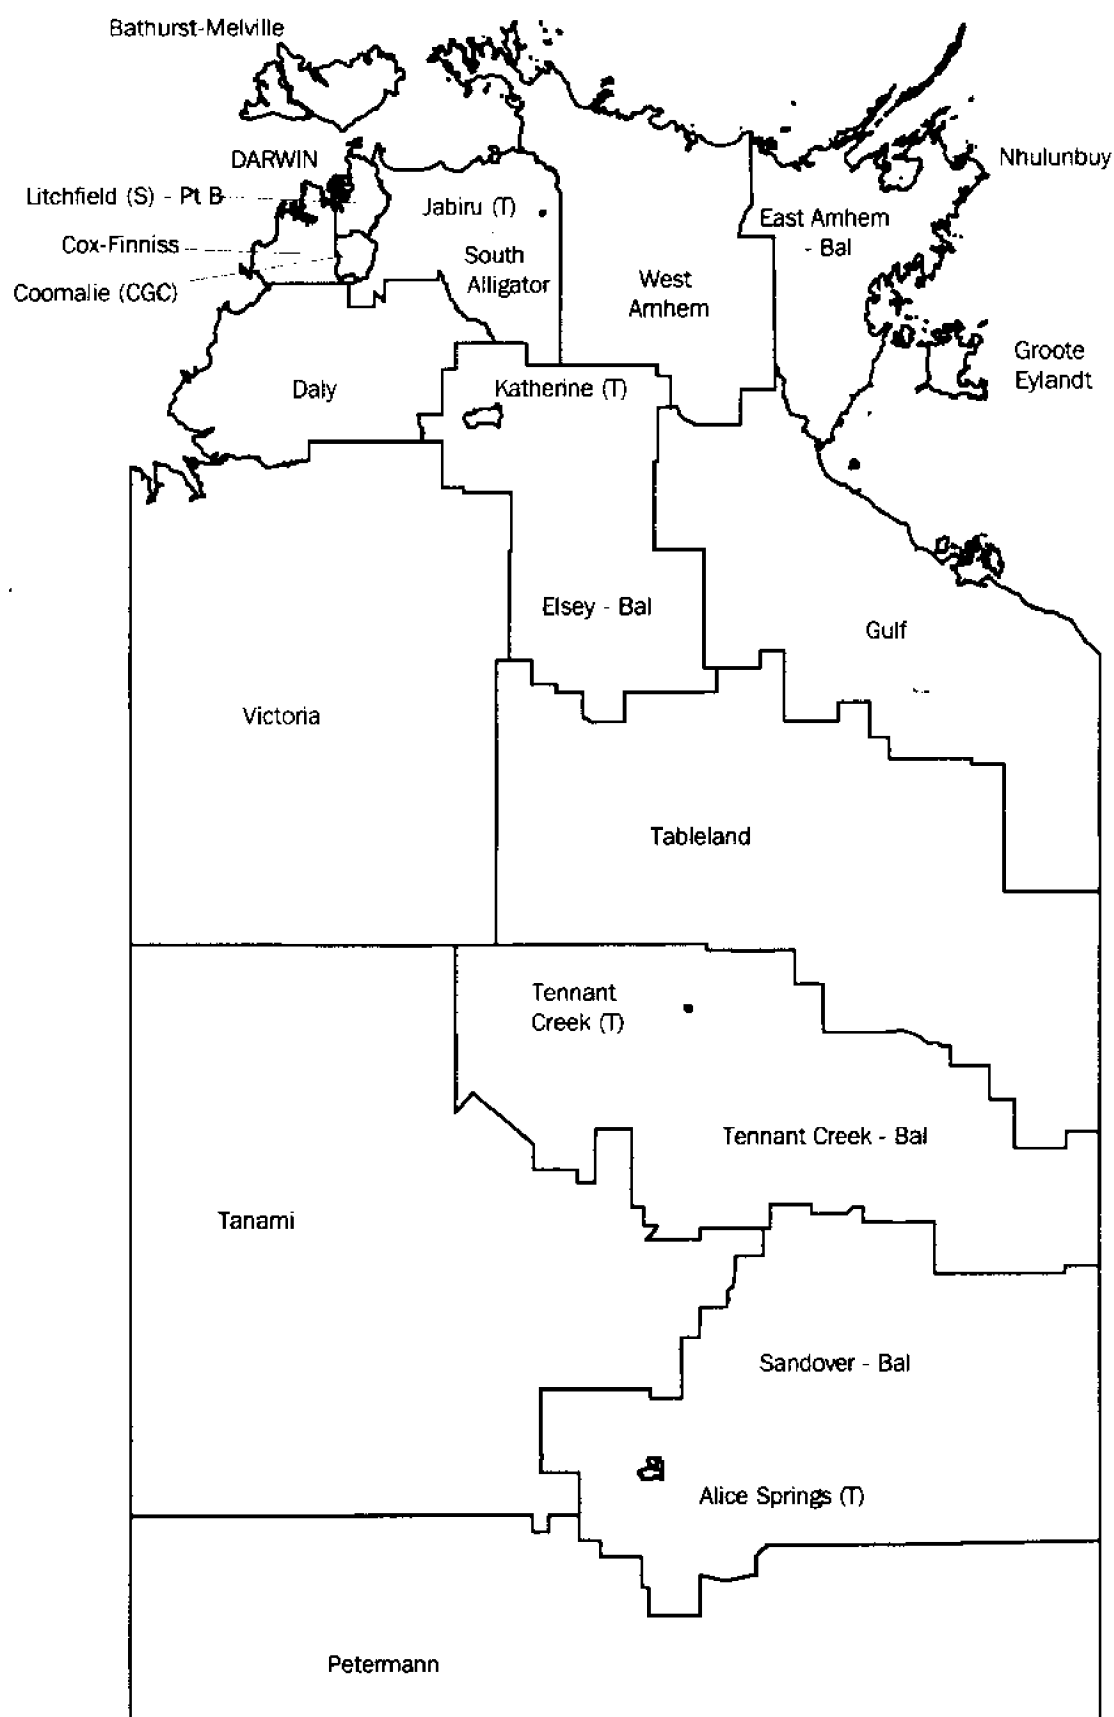 Bathurst-Melville
DARWIN
Nhulunbuy
Litchfield (S) - Pt B
Jabiru (T)
East Arnhem
- Bal
Cox-Finniss
South
Alligator
West
Arnhem
Coomalie (CGC)
Groote
Eylandt
Daly
Katherine (T)
Elsey - Bal
Gulf
Victoria
Tableland
Tennant
Creek (T)
Tennant Creek - Bal
Tanami
Sandover - Bal
Alice Springs (T)
Petermann